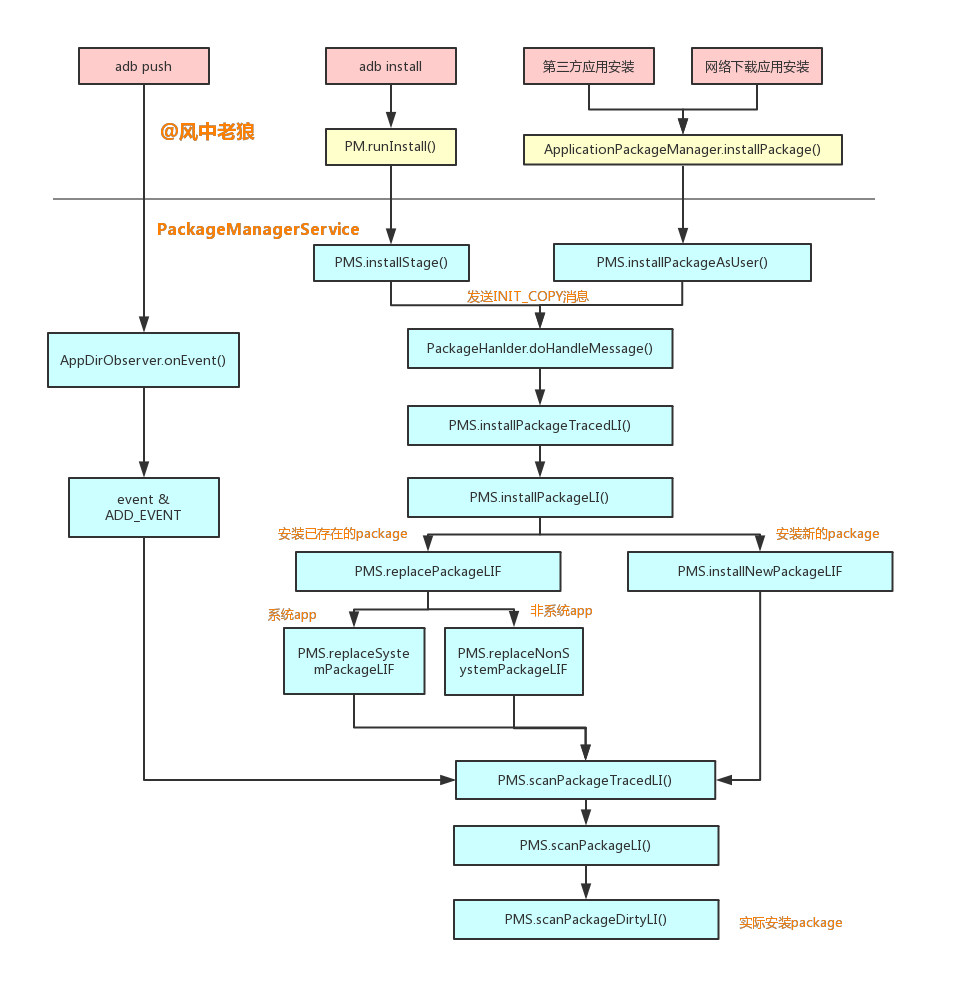 adb push
adb install
第三方应用安装
网络下载应用安装
@风中老狼
PM.runInstall()
ApplicationPackageManager.installPackage()
PackageManagerService
PMS.installStage()
PMS.installPackageAsUser()
发送INIT_COPY消息
AppDirObserver.onEvent()
PackageHanlder.doHandleMessage()
PMS.installPackageTracedLI()
event &
ADD_EVENT
PMS.installPackageLI()
安装已存在的package
安装新的package
PMS.replacePackageLIF
PMS.installNewPackageLIF
系统app
非系统app
PMS.replaceSyste
mPackageLIF
PMS.replaceNonS
ystemPackageLIF
PMS.scanPackageTracedLI()
PMS.scanPackageLI()
PMS.scanPackageDirtyLI()
实际安装package